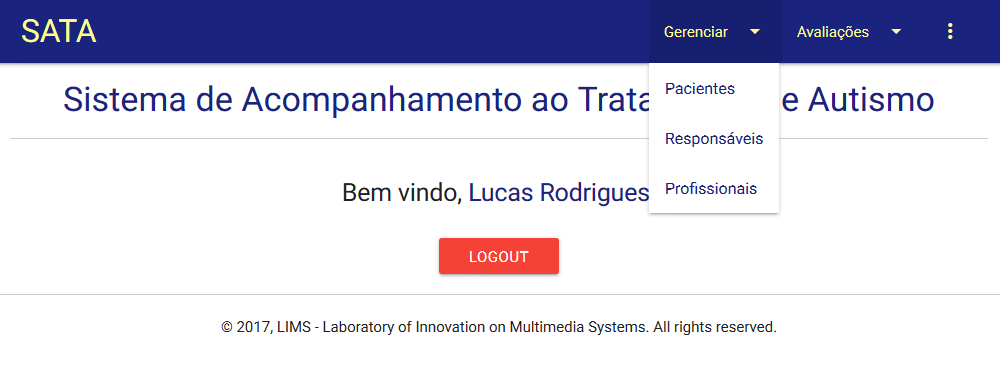 SATA
Gerenciar
Avaliações
Pacientes
Responsáveis
Profissionais
Sistema de Acompanhamento ao Trata e Autismo
Bem vindo, Lucas Rodrigues
LOGOUT
© 2017, LIMS - Laboratory of Innovation on Multimedia Systems. All rights reserved.